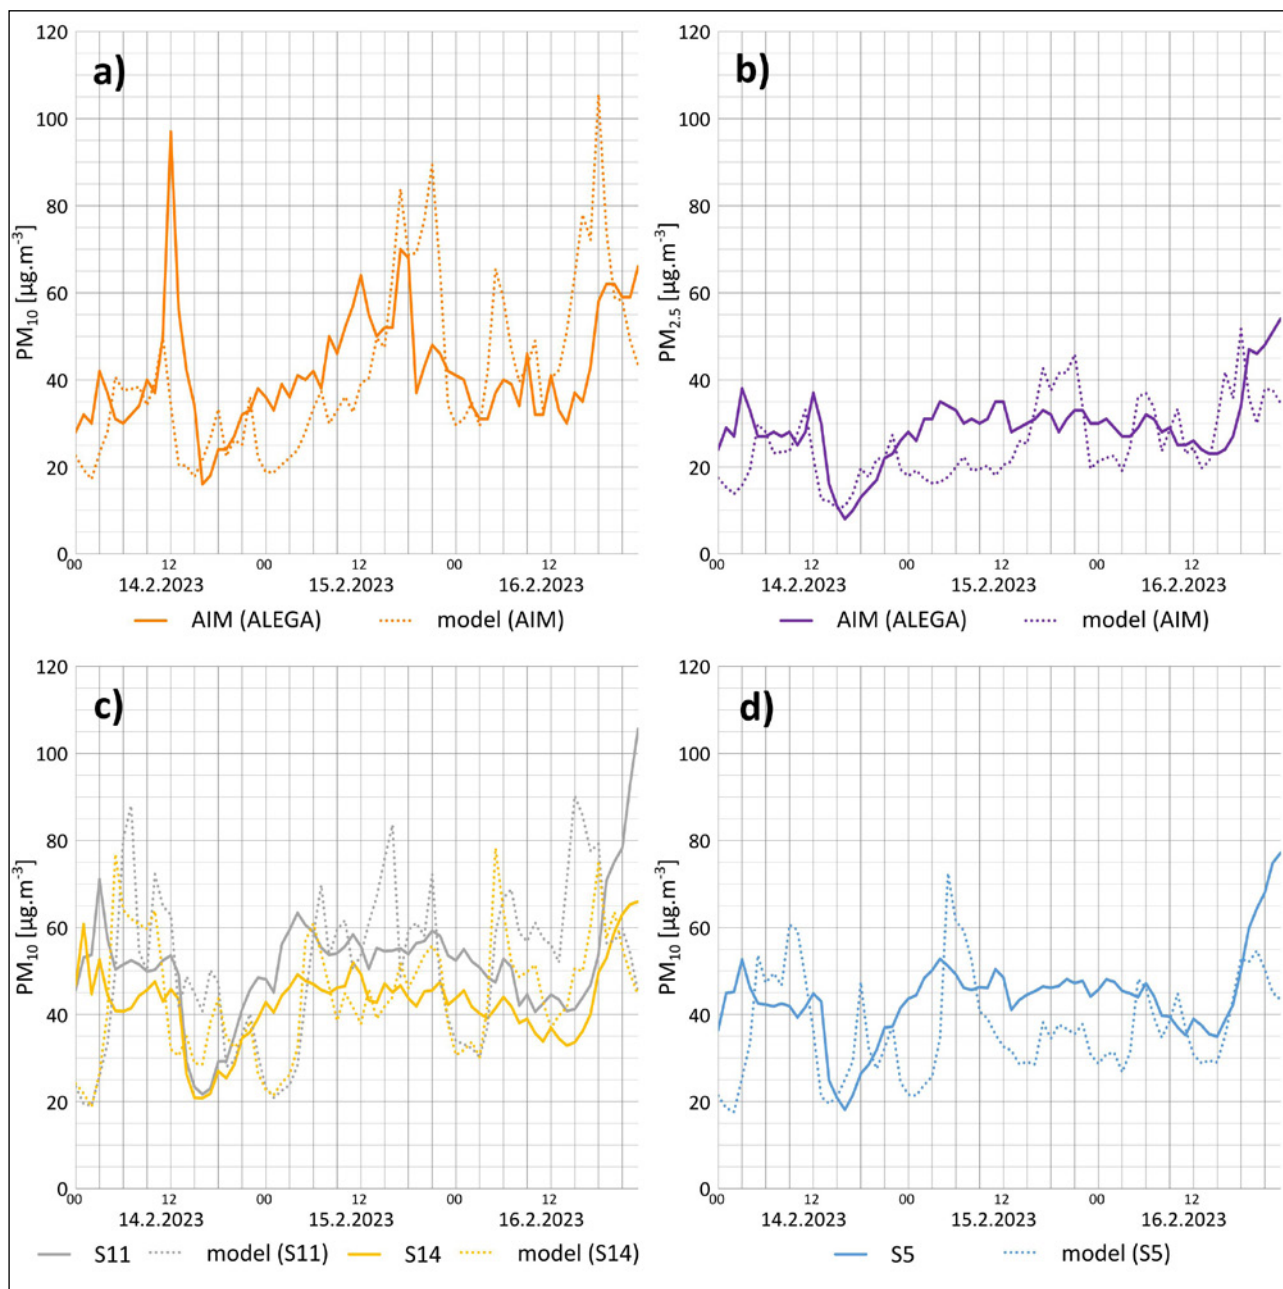 a)
120
100
80
60
40
20
0
PM₁₀ [µg.m⁻³]
00 12 00 12 00 12
14.2.2023 15.2.2023 16.2.2023
AIM (ALEGA) model (AIM)
b)
120
100
80
60
40
20
0
PM₂.₅ [µg.m⁻³]
00 12 00 12 00 12
14.2.2023 15.2.2023 16.2.2023
AIM (ALEGA) model (AIM)
c)
120
100
80
60
40
20
0
PM₁₀ [µg.m⁻³]
00 12 00 12 00 12
14.2.2023 15.2.2023 16.2.2023
S11 model (S11) S14 model (S14)
d)
120
100
80
60
40
20
0
PM₁₀ [µg.m⁻³]
00 12 00 12 00 12
14.2.2023 15.2.2023 16.2.2023
S5 model (S5)